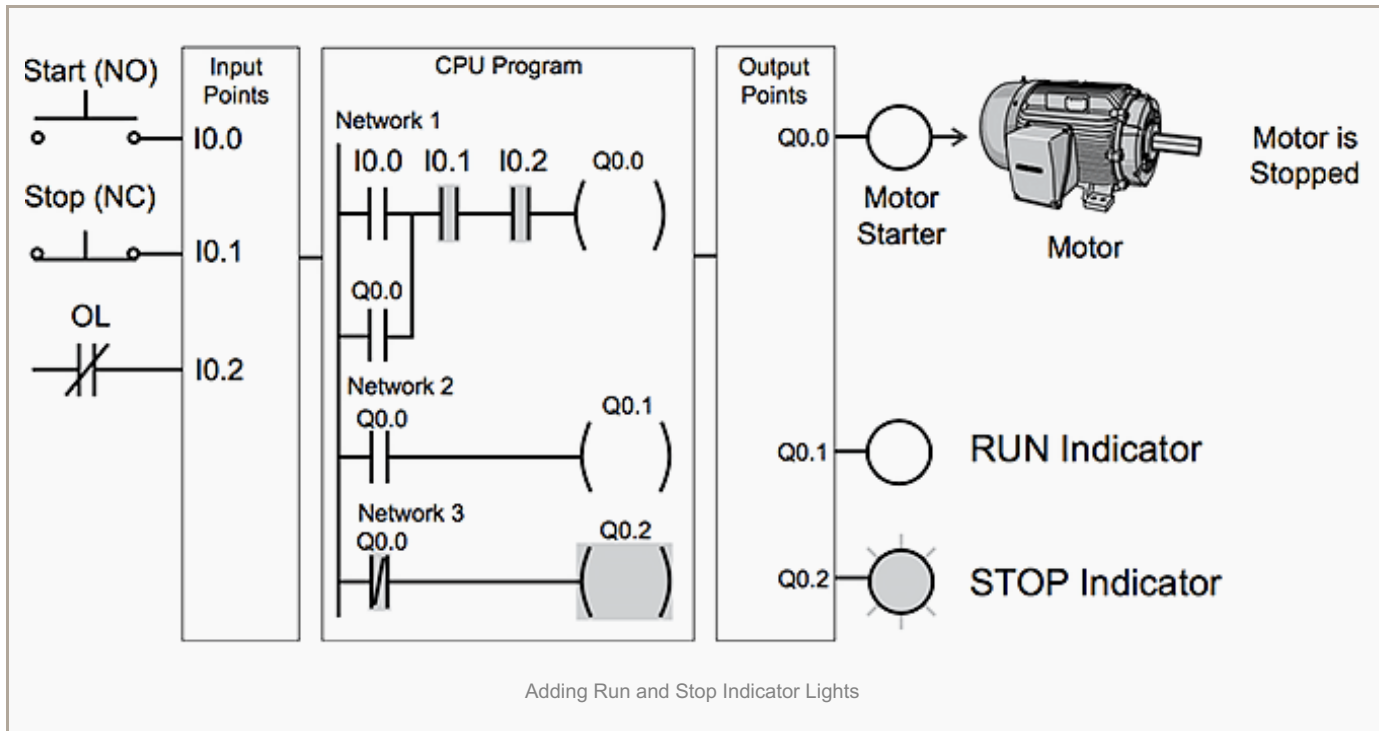 Start (NO)
I0.0
Stop (NC)
I0.1
OL
I0.2
Input
Points
CPU Program
Network 1
I0.0 I0.1 I0.2 Q0.0
Q0.0
Network 2
Q0.0 Q0.1
Network 3
Q0.0 Q0.2
Output
Points
Q0.0
Motor
Starter
Motor
Motor is
Stopped
Q0.1
RUN Indicator
Q0.2
STOP Indicator
Adding Run and Stop Indicator Lights